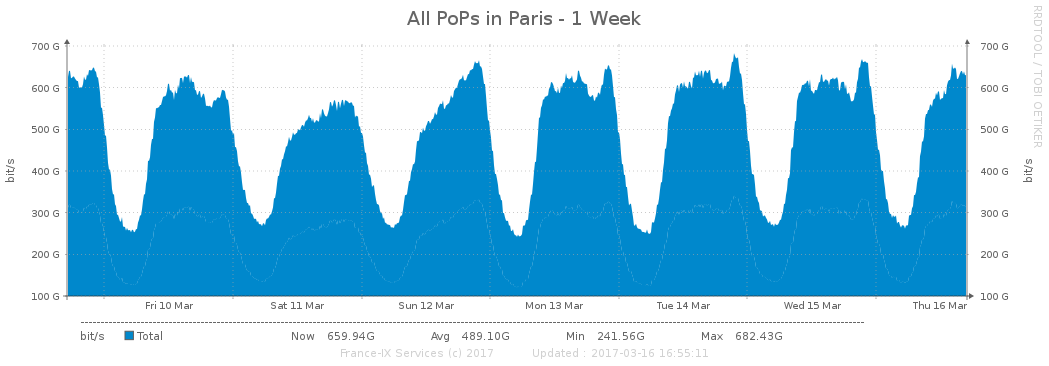 All PoPs in Paris - 1 Week
RRDTOOL / TOBI OETIKER
700 G 700 G
600 G 600 G
500 G 500 G
400 G 400 G
300 G 300 G
200 G 200 G
100 G 100 G
bit/s bit/s
Fri 10 Mar Sat 11 Mar Sun 12 Mar Mon 13 Mar Tue 14 Mar Wed 15 Mar Thu 16 Mar
bit/s Total Now 659.94G Avg 489.10G Min 241.56G Max 682.43G
France-IX Services (c) 2017 Updated : 2017-03-16 16:55:11